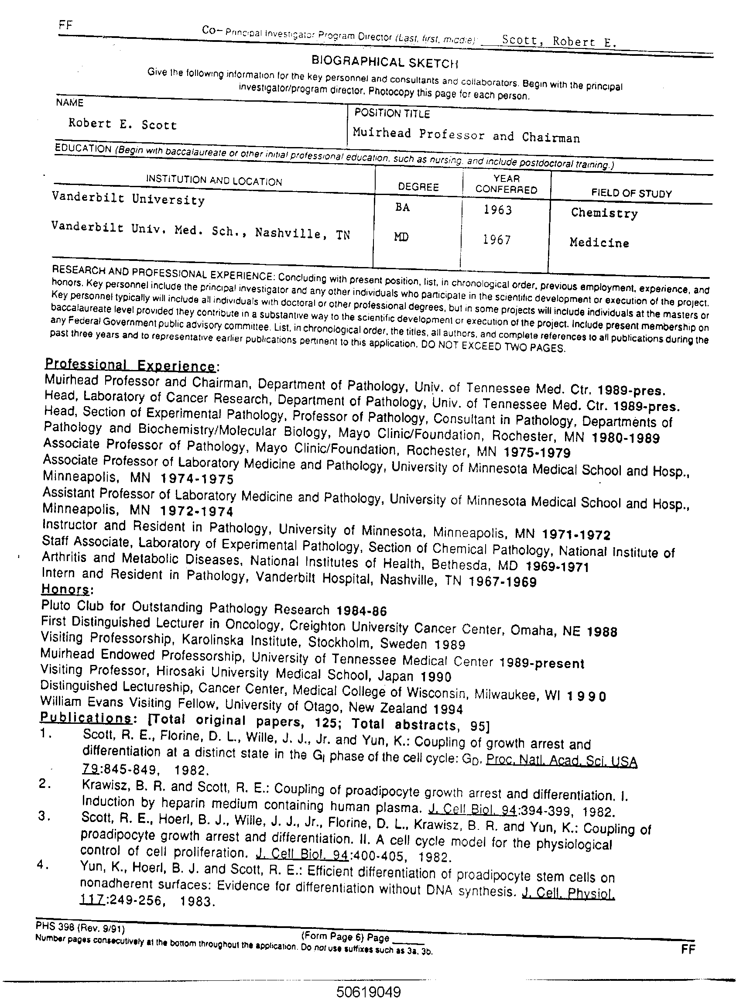 FF
Co- Principal Investigator Program Director (Last, first, middle) Scott, Robert E.
BIOGRAPHICAL SKETCH
Give the following information for the key personnel and consultants and collaborators. Begin with the principal
investigator/program director. Photocopy this page for each person.
NAME
Robert E. Scott
POSITION TITLE
Muirhead Professor and Chairman
EDUCATION (Begin with baccalaureate or other initial professional education, such as nursing, and include postdoctoral training.)
INSTITUTION AND LOCATION DEGREE YEAR CONFERRED FIELD OF STUDY
Vanderbilt University BA 1963 Chemistry
Vanderbilt Univ. Med. Sch., Nashville, TN MD 1967 Medicine
RESEARCH AND PROFESSIONAL EXPERIENCE: Concluding with present position, list, in chronological order, previous employment, experience, and
honors. Key personnel include the principal investigator and any other individuals who participate in the scientific development or execution of the project.
Key personnel typically will include all individuals with doctoral or other professional degrees, but in some projects will include individuals at the masters or
baccalaureate level provided they contribute in a substantive way to the scientific development or execution of the project. Include present membership on
any Federal Government public advisory committee. List, in chronological order, the titles, all authors, and complete references to all publications during the
past three years and to representative earlier publications pertinent to this application. DO NOT EXCEED TWO PAGES.
Professional Experience:
Muirhead Professor and Chairman, Department of Pathology, Univ. of Tennessee Med. Ctr. 1989-pres.
Head, Laboratory of Cancer Research, Department of Pathology, Univ. of Tennessee Med. Ctr. 1989-pres.
Head, Section of Experimental Pathology, Professor of Pathology, Consultant in Pathology, Departments of
Pathology and Biochemistry/Molecular Biology, Mayo Clinic/Foundation, Rochester, MN 1980-1989
Associate Professor of Pathology, Mayo Clinic/Foundation, Rochester, MN 1975-1979
Associate Professor of Laboratory Medicine and Pathology, University of Minnesota Medical School and Hosp.,
Minneapolis, MN 1974-1975
Assistant Professor of Laboratory Medicine and Pathology, University of Minnesota Medical School and Hosp.,
Minneapolis, MN 1972-1974
Instructor and Resident in Pathology, University of Minnesota, Minneapolis, MN 1971-1972
Staff Associate, Laboratory of Experimental Pathology, Section of Chemical Pathology, National Institute of
Arthritis and Metabolic Diseases, National Institutes of Health, Bethesda, MD 1969-1971
Intern and Resident in Pathology, Vanderbilt Hospital, Nashville, TN 1967-1969
Honors:
Pluto Club for Outstanding Pathology Research 1984-86
First Distinguished Lecturer in Oncology, Creighton University Cancer Center, Omaha, NE 1988
Visiting Professorship, Karolinska Institute, Stockholm, Sweden 1989
Muirhead Endowed Professorship, University of Tennessee Medical Center 1989-present
Visiting Professor, Hirosaki University Medical School, Japan 1990
Distinguished Lectureship, Cancer Center, Medical College of Wisconsin, Milwaukee, WI 1990
William Evans Visiting Fellow, University of Otago, New Zealand 1994
Publications: [Total original papers, 125; Total abstracts, 95]
1. Scott, R. E., Florine, D. L., Wille, J. J., Jr. and Yun, K.: Coupling of growth arrest and
differentiation at a distinct state in the G1 phase of the cell cycle: GD. Proc. Natl. Acad. Sci. USA
79:845-849, 1982.
2. Krawisz, B. R. and Scott, R. E.: Coupling of proadipocyte growth arrest and differentiation. I.
Induction by heparin medium containing human plasma. J. Cell Biol. 94:394-399, 1982.
3. Scott, R. E., Hoerl, B. J., Wille, J. J., Jr., Florine, D. L., Krawisz, B. R. and Yun, K.: Coupling of
proadipocyte growth arrest and differentiation. II. A cell cycle model for the physiological
control of cell proliferation. J. Cell Biol. 94:400-405, 1982.
4. Yun, K., Hoerl, B. J. and Scott, R. E.: Efficient differentiation of proadipocyte stem cells on
nonadherent surfaces: Evidence for differentiation without DNA synthesis. J. Cell. Physiol.
117:249-256, 1983.
PHS 398 (Rev. 9/91) (Form Page 6) Page
Number pages consecutively at the bottom throughout the application. Do not use suffixes such as 3a, 3b.
FF
50619049